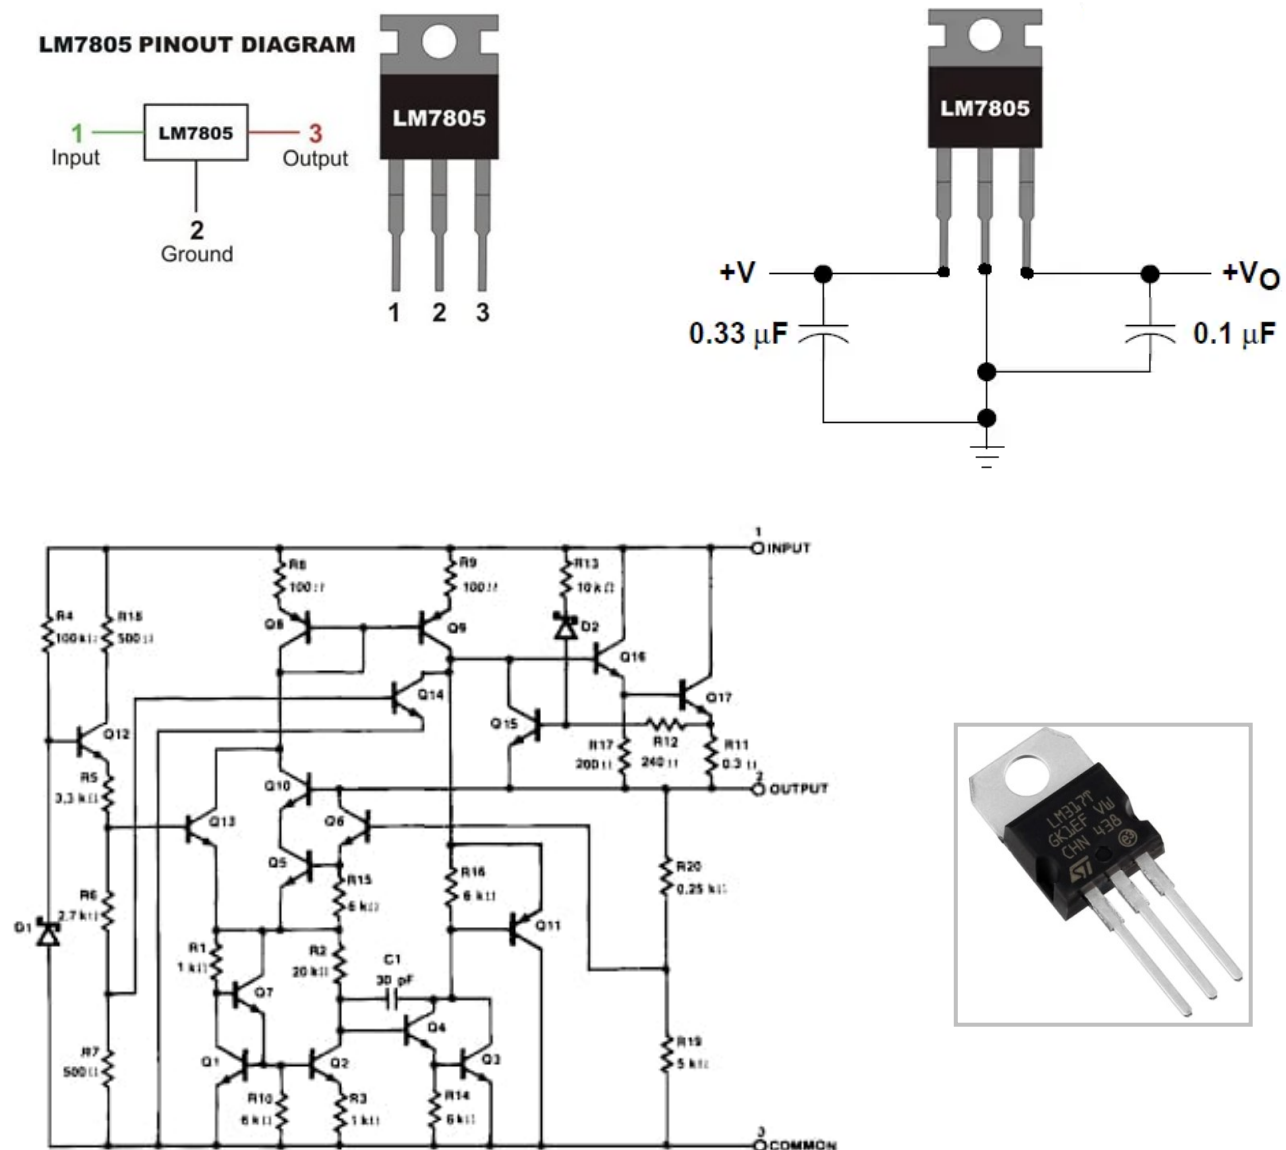 LM7805 PINOUT DIAGRAM
LM7805
1
Input
3
Output
2
Ground
LM7805
1 2 3
LM7805
+V
+VO
0.33 μF
0.1 μF
1
INPUT
R4
100 kΩ
R18
500 Ω
R8
100 Ω
R9
100 Ω
R13
10 kΩ
Q8
Q9
D2
Q16
Q14
Q17
Q15
Q12
R17
200 Ω
R12
240 Ω
R11
0.3 Ω
R5
3.3 kΩ
Q10
2
OUTPUT
Q13
Q6
Q5
R15
6 kΩ
R16
6 kΩ
R20
0.25 kΩ
R6
2.7 kΩ
D1
Q11
R1
1 kΩ
R2
20 kΩ
C1
30 pF
Q7
Q4
R7
500 Ω
Q1
Q2
Q3
R19
5 kΩ
R10
6 kΩ
R3
1 kΩ
R14
6 kΩ
3
COMMON
LM317T
GK1EF VW
CHN 438
ST e3